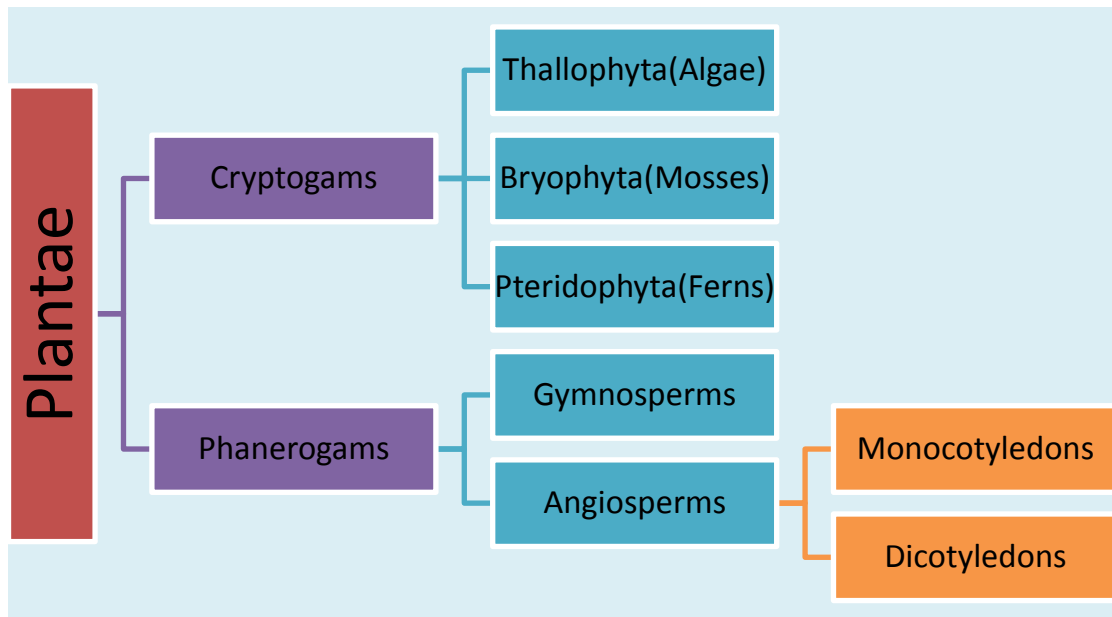 Plantae
Cryptogams
Thallophyta(Algae)
Bryophyta(Mosses)
Pteridophyta(Ferns)
Phanerogams
Gymnosperms
Angiosperms
Monocotyledons
Dicotyledons